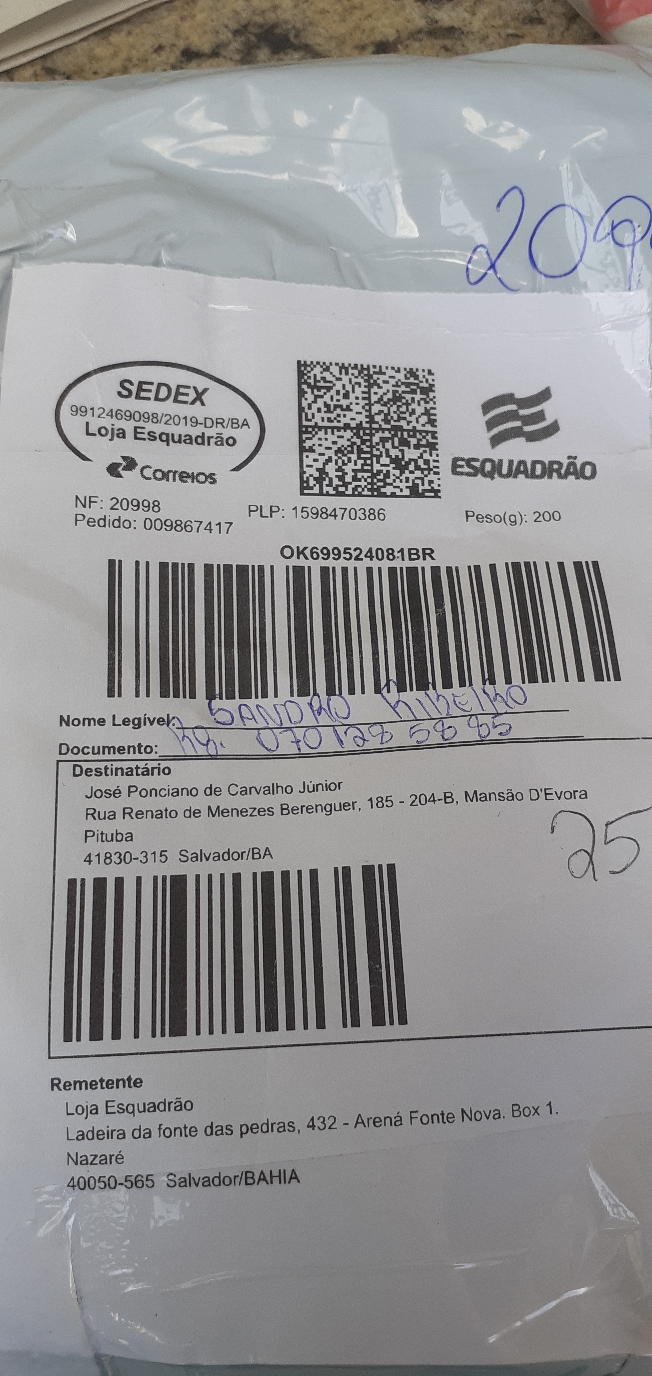 209
SEDEX
9912469098/2019-DR/BA
Loja Esquadrão
Correios
ESQUADRÃO
NF: 20998
PLP: 1598470386
Peso(g): 200
Pedido: 009867417
OK699524081BR
Nome Legível: SANDRO RIBEIRO
Documento: Rg. 070128 58 85
Destinatário
José Ponciano de Carvalho Júnior
Rua Renato de Menezes Berenguer, 185 - 204-B, Mansão D'Evora
Pituba
41830-315 Salvador/BA
25
Remetente
Loja Esquadrão
Ladeira da fonte das pedras, 432 - Arená Fonte Nova. Box 1.
Nazaré
40050-565 Salvador/BAHIA